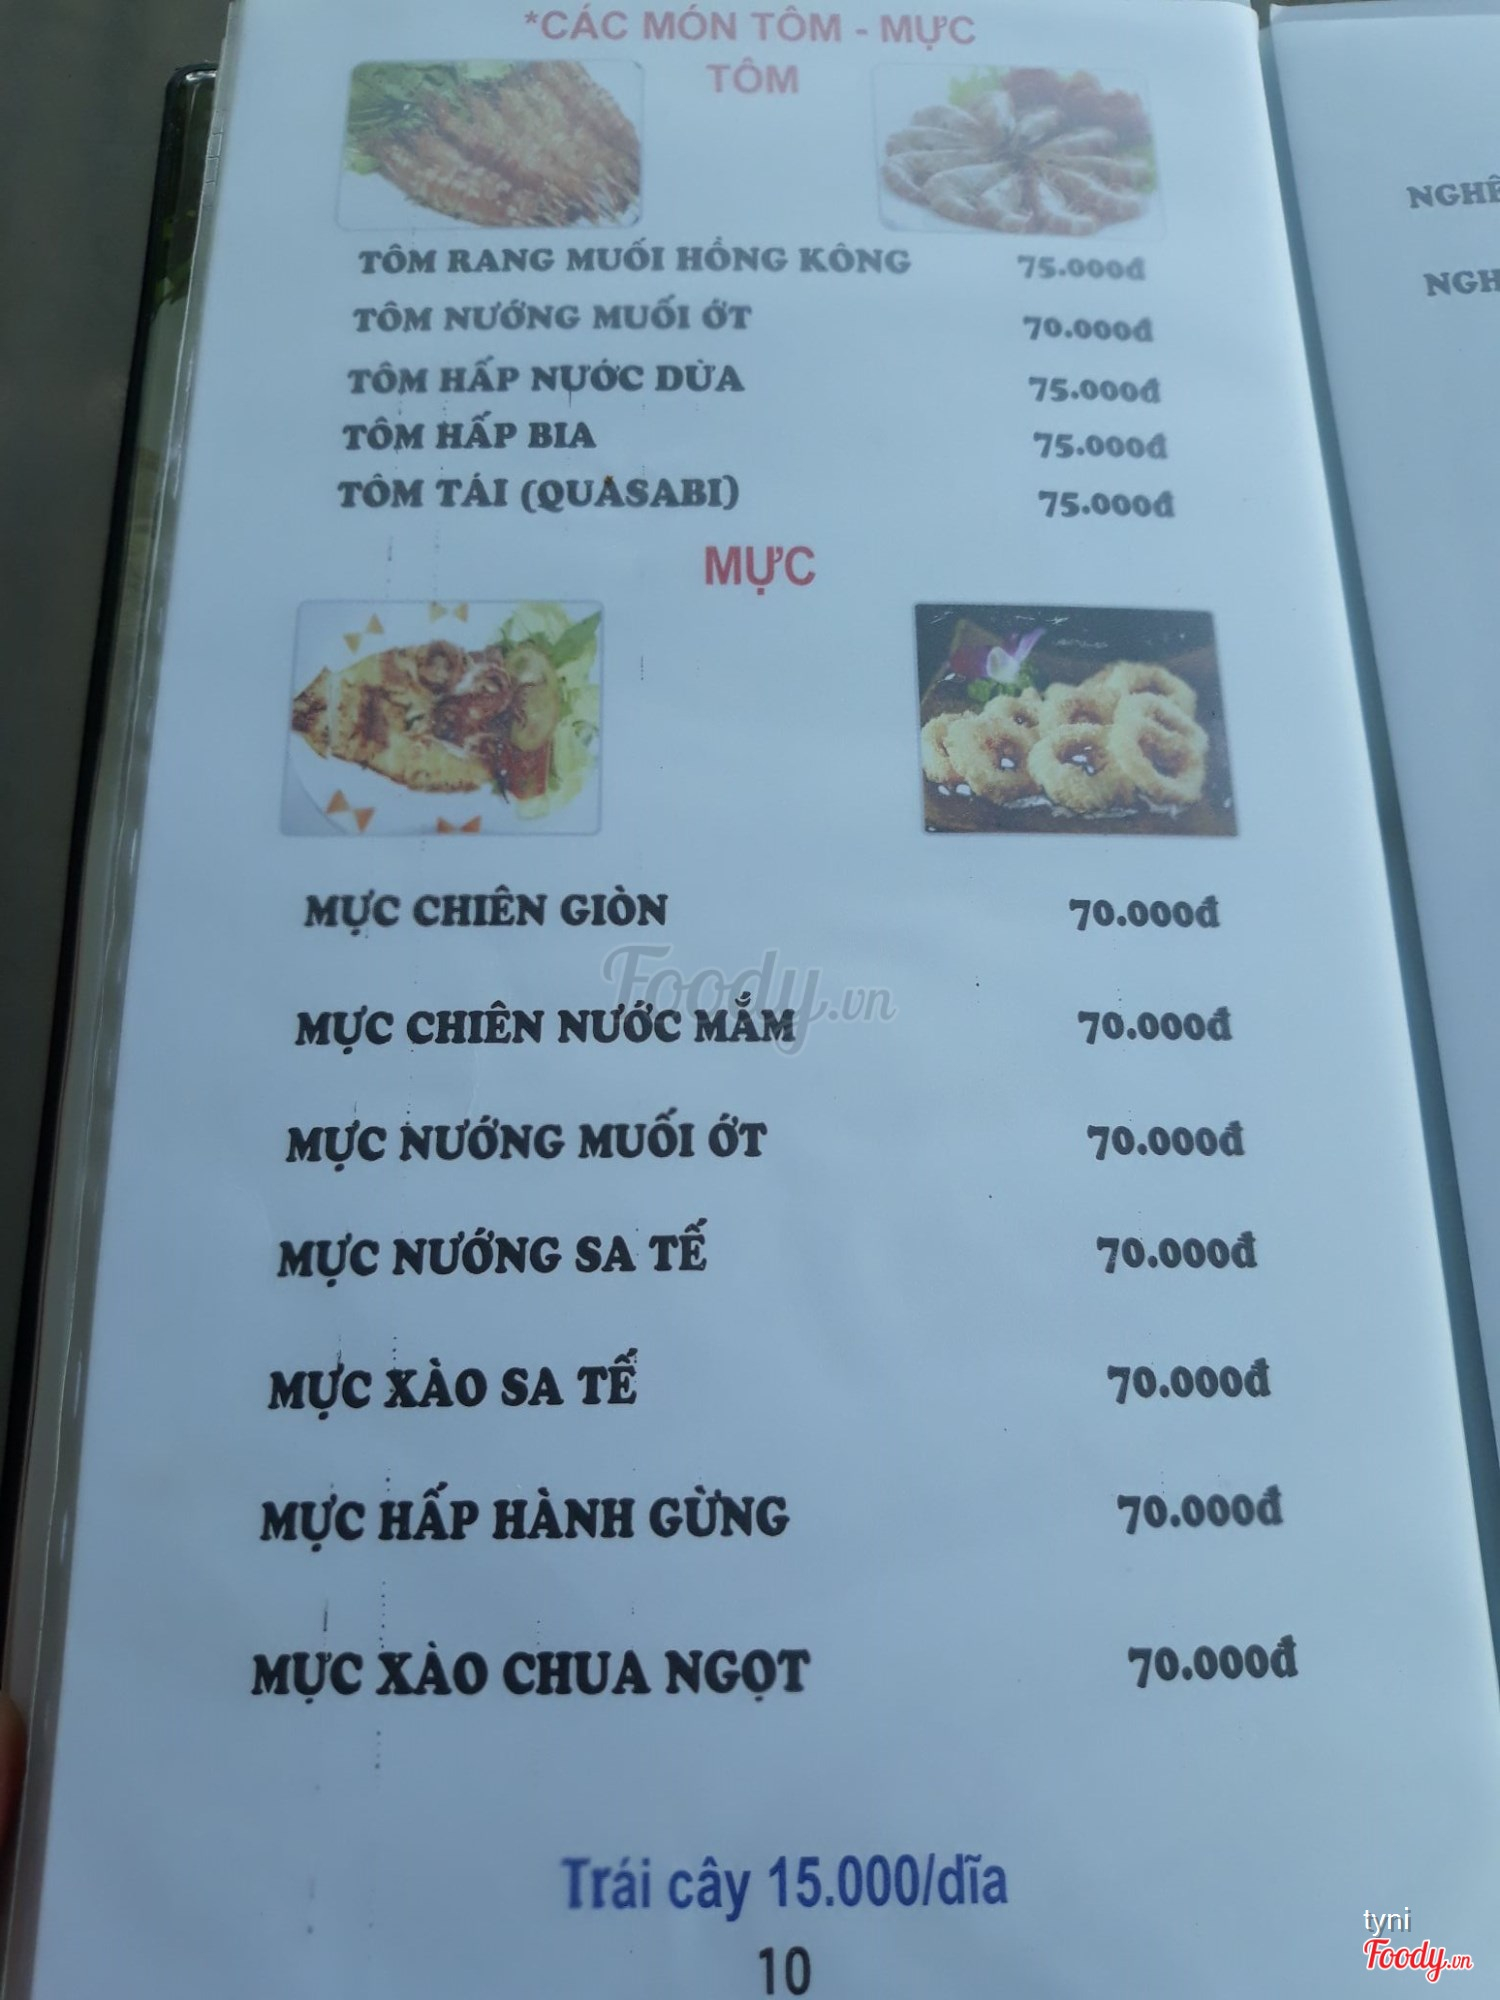 *CÁC MÓN TÔM - MỰC
TÔM
TÔM RANG MUỐI HỒNG KÔNG 75.000đ
TÔM NƯỚNG MUỐI ỚT 70.000đ
TÔM HẤP NƯỚC DỪA 75.000đ
TÔM HẤP BIA 75.000đ
TÔM TÁI (QUASABI) 75.000đ
MỰC
MỰC CHIÊN GIÒN 70.000đ
MỰC CHIÊN NƯỚC MẮM 70.000đ
MỰC NƯỚNG MUỐI ỚT 70.000đ
MỰC NƯỚNG SA TẾ 70.000đ
MỰC XÀO SA TẾ 70.000đ
MỰC HẤP HÀNH GỪNG 70.000đ
MỰC XÀO CHUA NGỌT 70.000đ
Trái cây 15.000/dĩa
10
NGHÊ
NGH
Foody.vn
tyni
Foody.vn